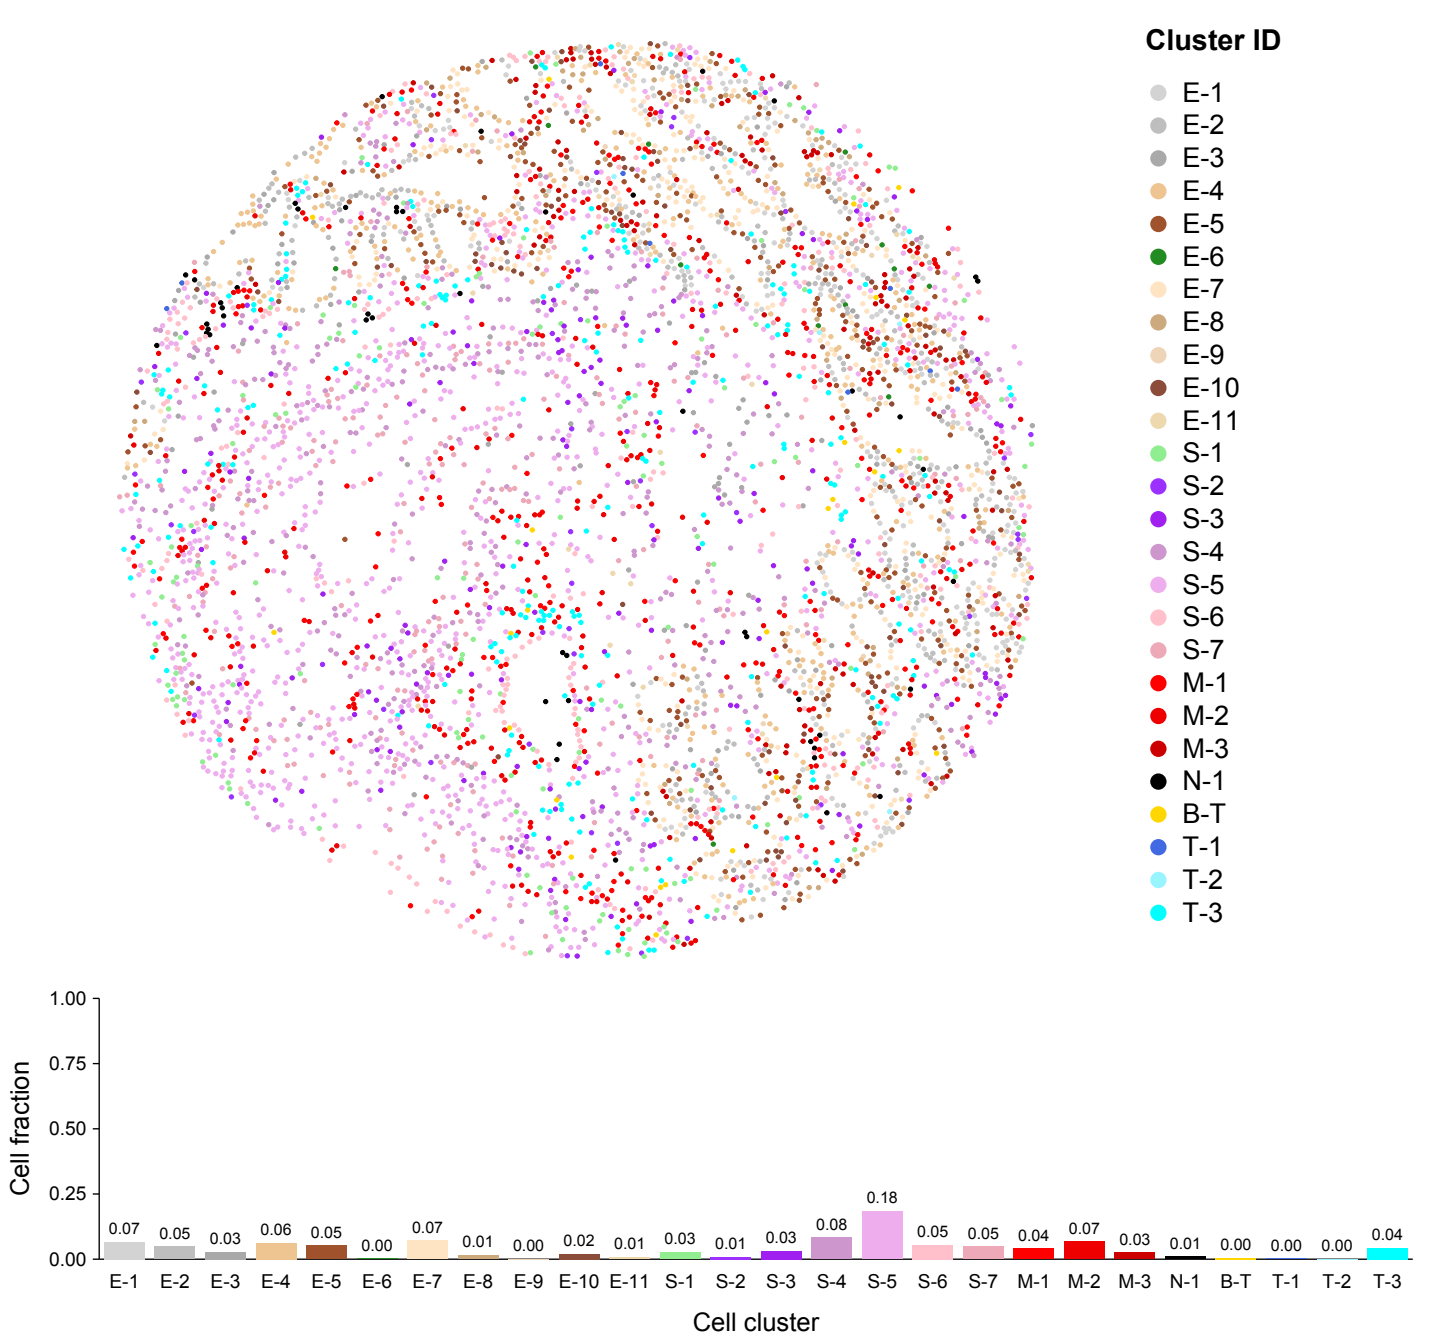 Cluster ID
E-1
E-2
E-3
E-4
E-5
E-6
E-7
E-8
E-9
E-10
E-11
S-1
S-2
S-3
S-4
S-5
S-6
S-7
M-1
M-2
M-3
N-1
B-T
T-1
T-2
T-3
Cell fraction
1.00
0.75
0.50
0.25
0.00
0.07 0.05 0.03 0.06 0.05 0.00 0.07 0.01 0.00 0.02 0.01 0.03 0.01 0.03 0.08 0.18 0.05 0.05 0.04 0.07 0.03 0.01 0.00 0.00 0.00 0.04
E-1 E-2 E-3 E-4 E-5 E-6 E-7 E-8 E-9 E-10 E-11 S-1 S-2 S-3 S-4 S-5 S-6 S-7 M-1 M-2 M-3 N-1 B-T T-1 T-2 T-3
Cell cluster